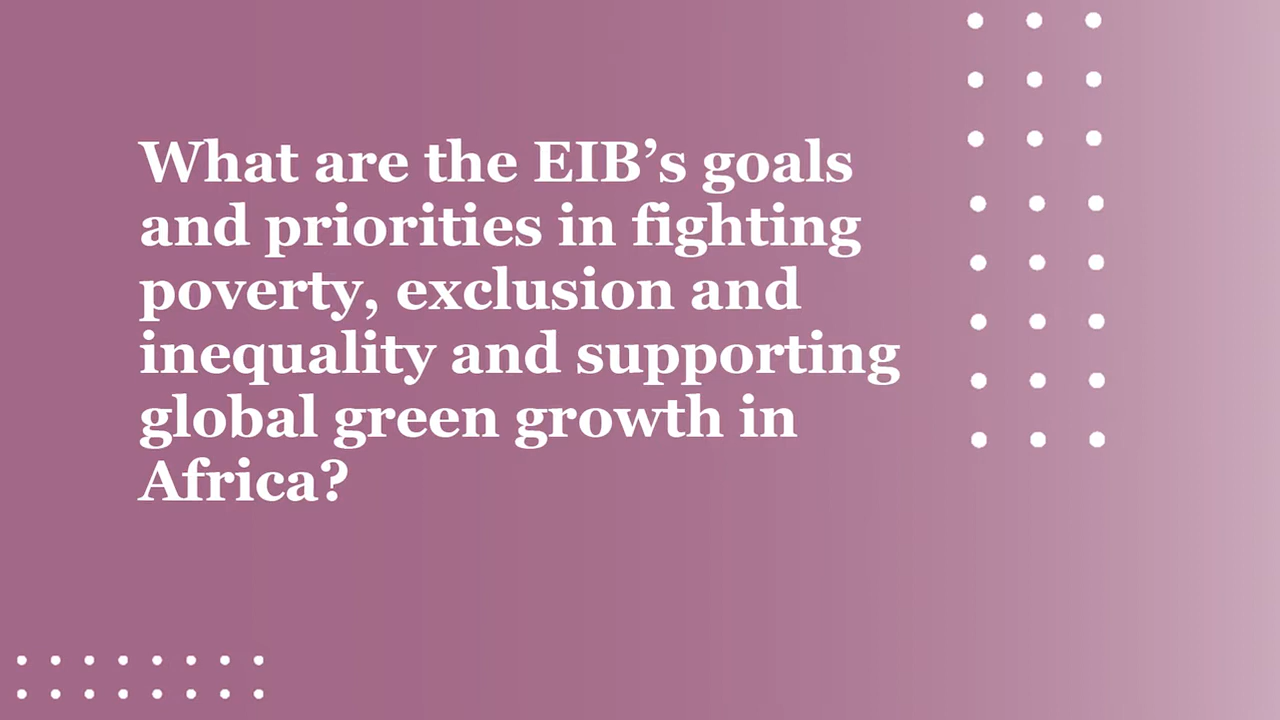 What are the EIB’s goals
and priorities in fighting
poverty, exclusion and
inequality and supporting
global green growth in
Africa?